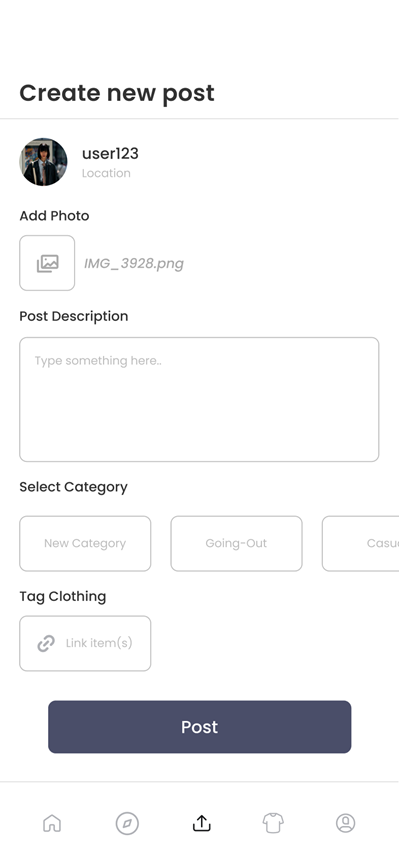 Create new post
user123
Location
Add Photo
IMG_3928.png
Post Description
Type something here..
Select Category
New Category
Going-Out
Casu
Tag Clothing
Link item(s)
Post